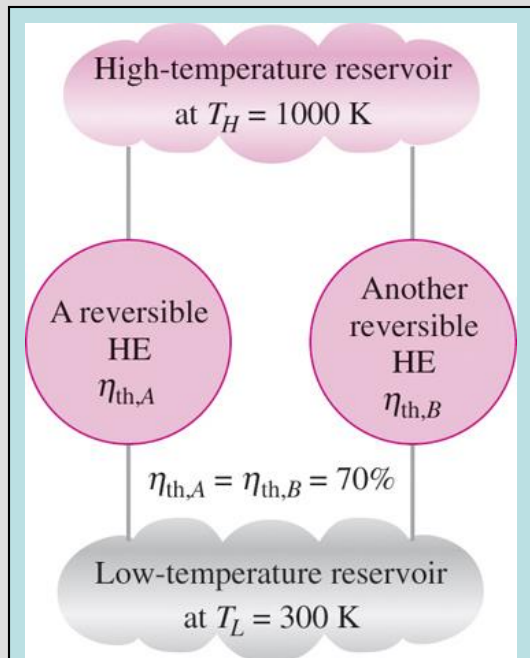 High-temperature reservoir
at T_H = 1000 K
A reversible
HE
η_th,A
Another
reversible
HE
η_th,B
η_th,A = η_th,B = 70%
Low-temperature reservoir
at T_L = 300 K